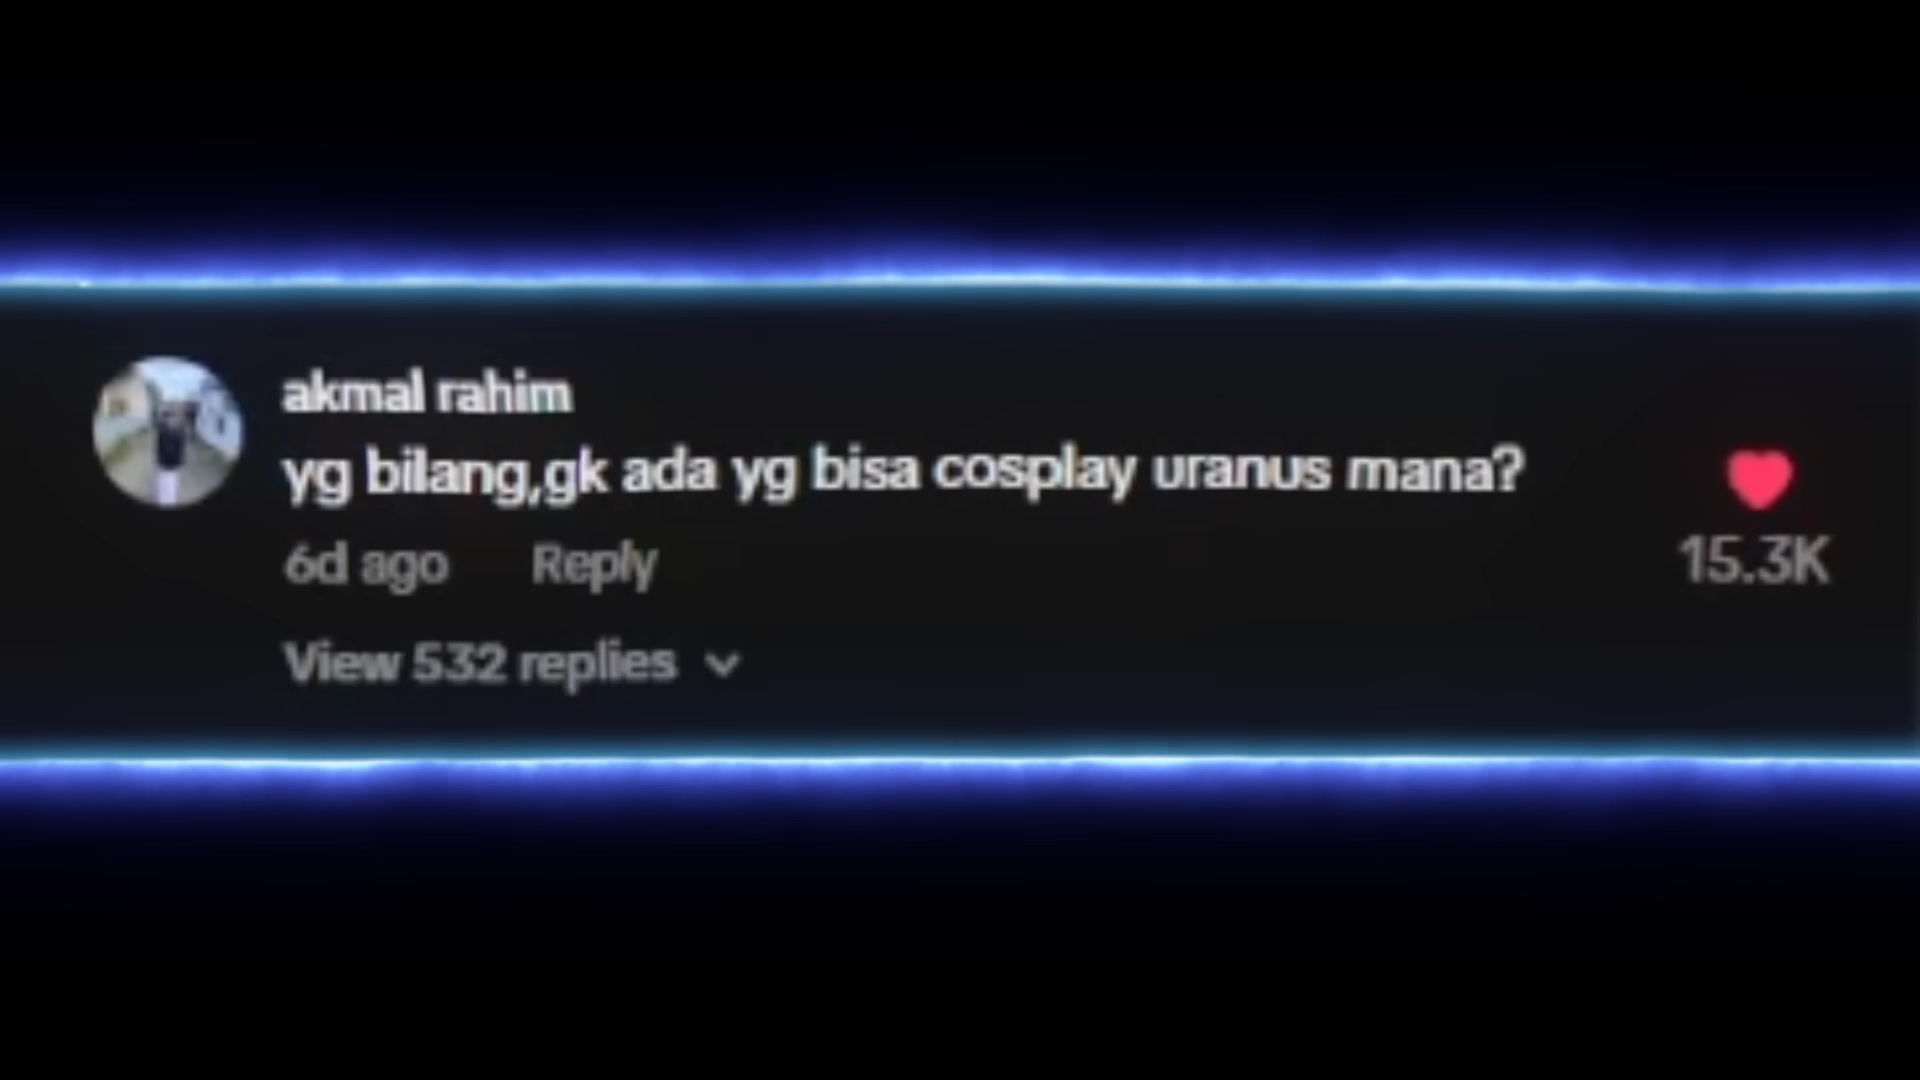 akmal rahim
yg bilang,gk ada yg bisa cosplay uranus mana?
6d ago Reply
15.3K
View 532 replies